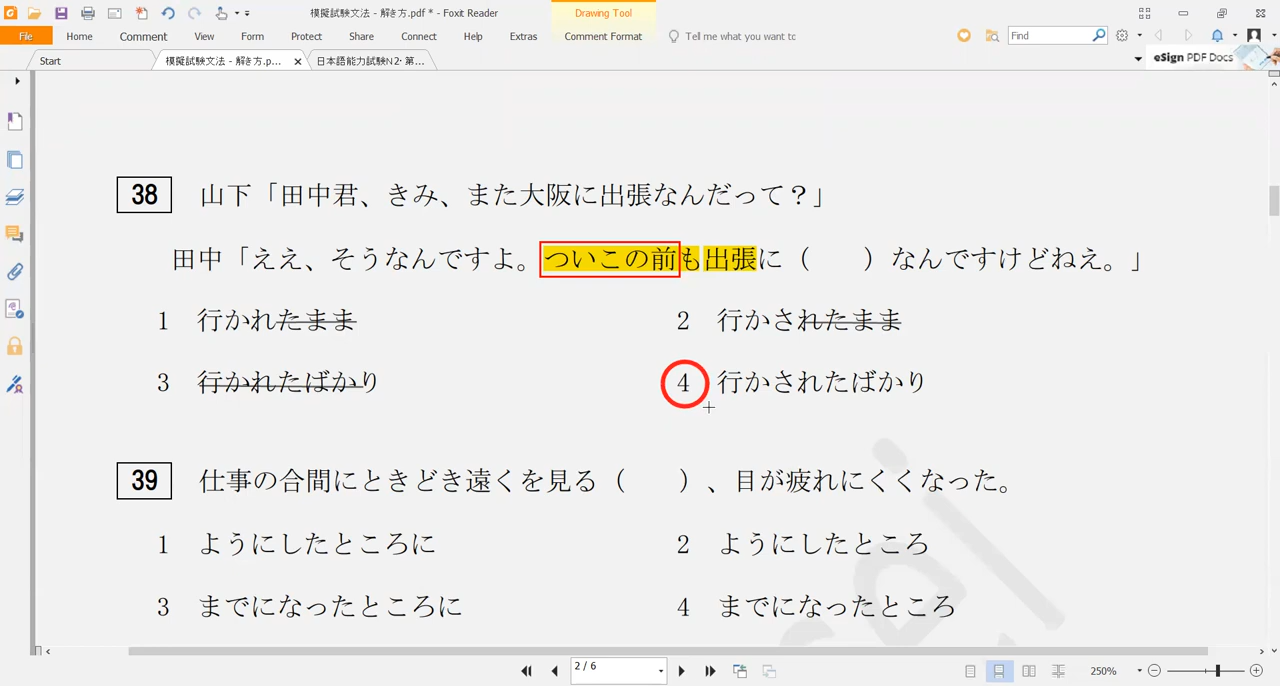 模擬試験文法 - 解き方.pdf * - Foxit Reader
Drawing Tool
File Home Comment View Form Protect Share Connect Help Extras Comment Format Tell me what you want to
Find
Start
模擬試験文法 - 解き方.p...
日本語能力試験N2· 第...
eSign PDF Docs
38 山下「田中君、きみ、また大阪に出張なんだって？」
田中「ええ、そうなんですよ。ついこの前も出張に（　　）なんですけどねえ。」
1 行かれたまま
2 行かされたまま
3 行かれたばかり
4 行かされたばかり
39 仕事の合間にときどき遠くを見る（　　）、目が疲れにくくなった。
1 ようにしたところに
2 ようにしたところ
3 までになったところに
4 までになったところ
2 / 6
250%